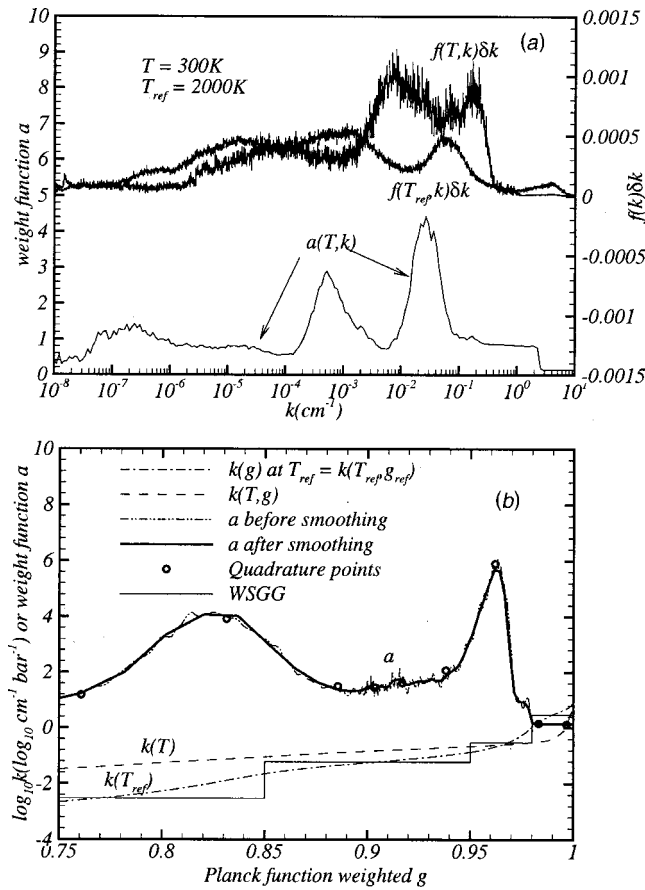 (a)
T = 300K
T_ref = 2000K
f(T,k)δk
f(T_ref,k)δk
a(T,k)
weight function a
10
9
8
7
6
5
4
3
2
1
0
0.0015
0.001
0.0005
0
-0.0005
-0.001
-0.0015
f(k)δk
10^-8
10^-7
10^-6
10^-5
10^-4
10^-3
10^-2
10^-1
10^0
10^1
k(cm^-1)
(b)
k(g) at T_ref = k(T_ref,g_ref)
k(T,g)
a before smoothing
a after smoothing
Quadrature points
WSGG
a
k(T)
k(T_ref)
log_10k(log_10 cm^-1 bar^-1) or weight function a
10
8
6
4
2
0
-2
-4
0.75
0.8
0.85
0.9
0.95
1
Planck function weighted g